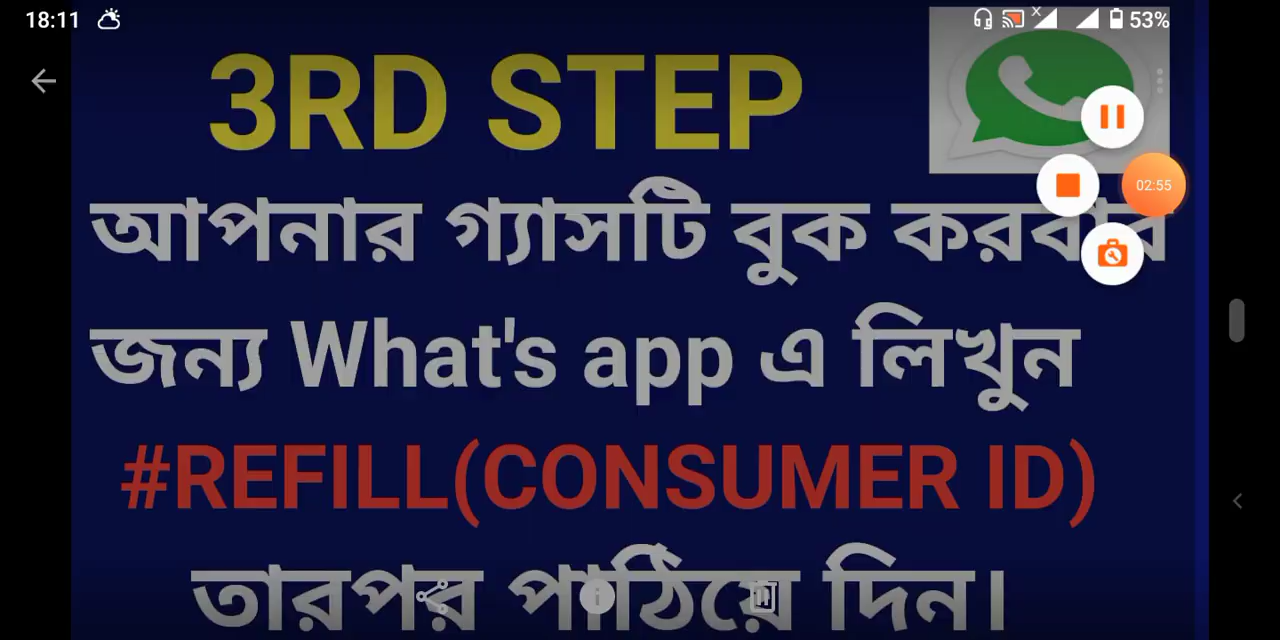 18:11
53%
3RD STEP
02:55
আপনার গ্যাসটি বুক করবার
জন্য What's app এ লিখুন
#REFILL(CONSUMER ID)
তারপর পাঠিয়ে দিন।